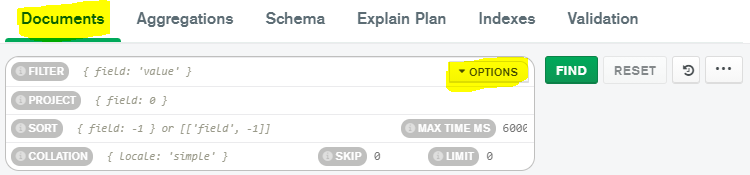 Documents Aggregations Schema Explain Plan Indexes Validation
FILTER { field: 'value' } OPTIONS FIND RESET
PROJECT { field: 0 }
SORT { field: -1 } or [['field', -1]] MAX TIME MS 6000
COLLATION { locale: 'simple' } SKIP 0 LIMIT 0